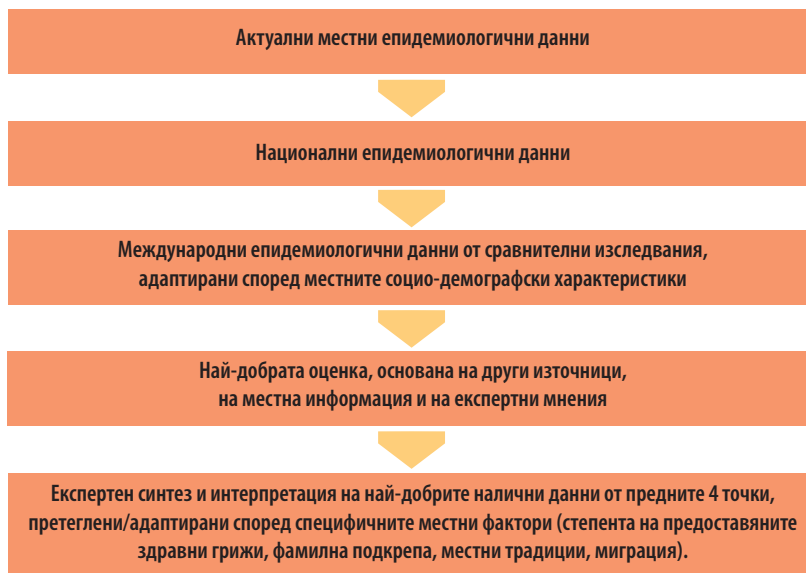 Актуални местни епидемиологични данни
Национални епидемиологични данни
Международни епидемиологични данни от сравнителни изследвания,
адаптирани според местните социо-демографски характеристики
Най-добрата оценка, основана на други източници,
на местна информация и на експертни мнения
Експертен синтез и интерпретация на най-добрите налични данни от предните 4 точки,
претеглени/адаптирани според специфичните местни фактори (степента на предоставяните
здравни грижи, фамилна подкрепа, местни традиции, миграция).